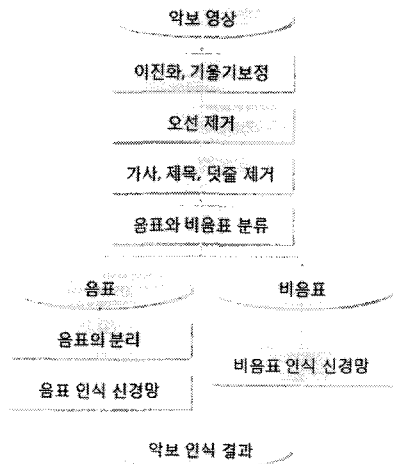 악보 영상
이진화, 기울기보정
오선 제거
가사, 제목, 덧줄 제거
음표와 비음표 분류
음표
비음표
음표의 분리
비음표 인식 신경망
음표 인식 신경망
악보 인식 결과